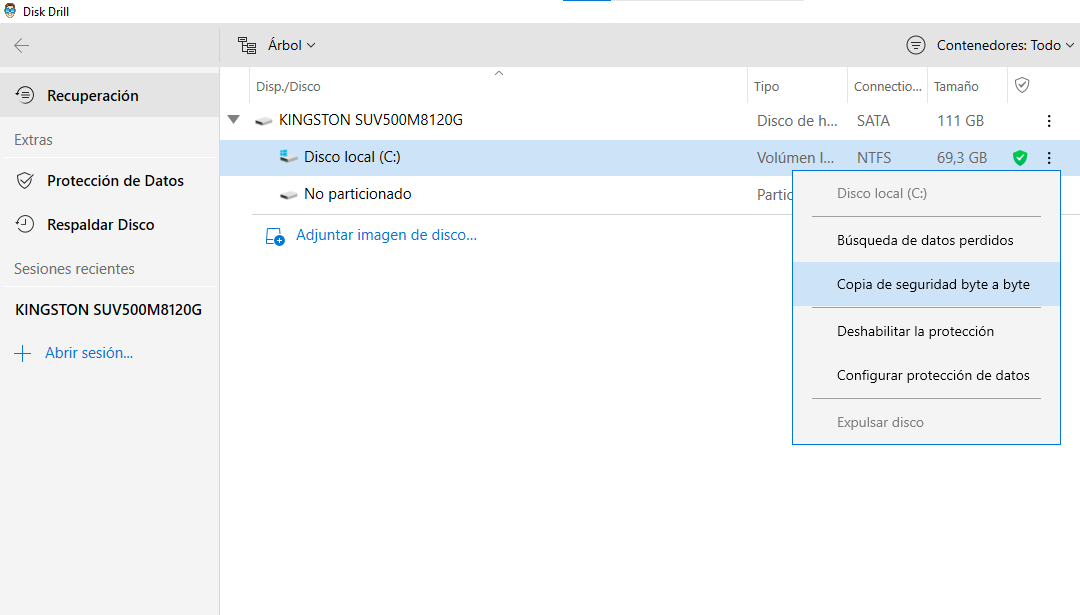 Disk Drill
Árbol
Contenedores: Todo
Recuperación
Extras
Protección de Datos
Respaldar Disco
Sesiones recientes
KINGSTON SUV500M8120G
Abrir sesión...
Disp./Disco Tipo Connectio... Tamaño
KINGSTON SUV500M8120G Disco de h... SATA 111 GB
Disco local (C:) Volúmen l... NTFS 69,3 GB
No particionado Partic
Adjuntar imagen de disco...
Disco local (C:)
Búsqueda de datos perdidos
Copia de seguridad byte a byte
Deshabilitar la protección
Configurar protección de datos
Expulsar disco